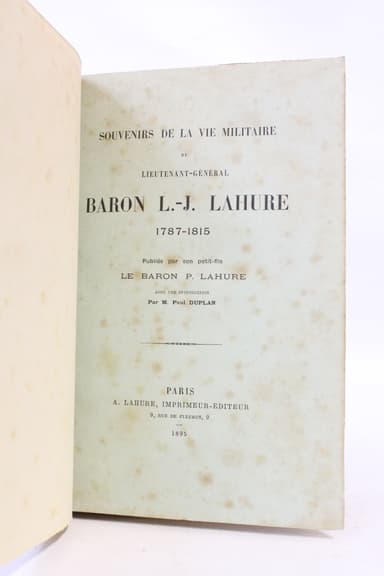 SOUVENIRS DE LA VIE MILITAIRE
DU
LIEUTENANT-GÉNÉRAL
BARON L.-J. LAHURE
1787-1815
Publiés par son petit-fils
LE BARON P. LAHURE
AVEC UNE INTRODUCTION
Par M. Paul DUPLAN
PARIS
A. LAHURE, IMPRIMEUR-ÉDITEUR
9, RUE DE FLEURUS, 9
1895